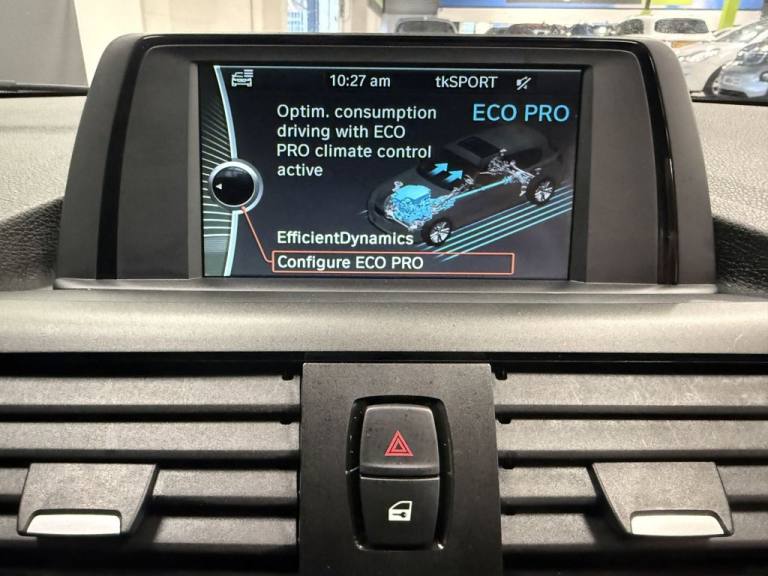 10:27 am tkSPORT
ECO PRO
Optim. consumption
driving with ECO
PRO climate control
active
EfficientDynamics
Configure ECO PRO